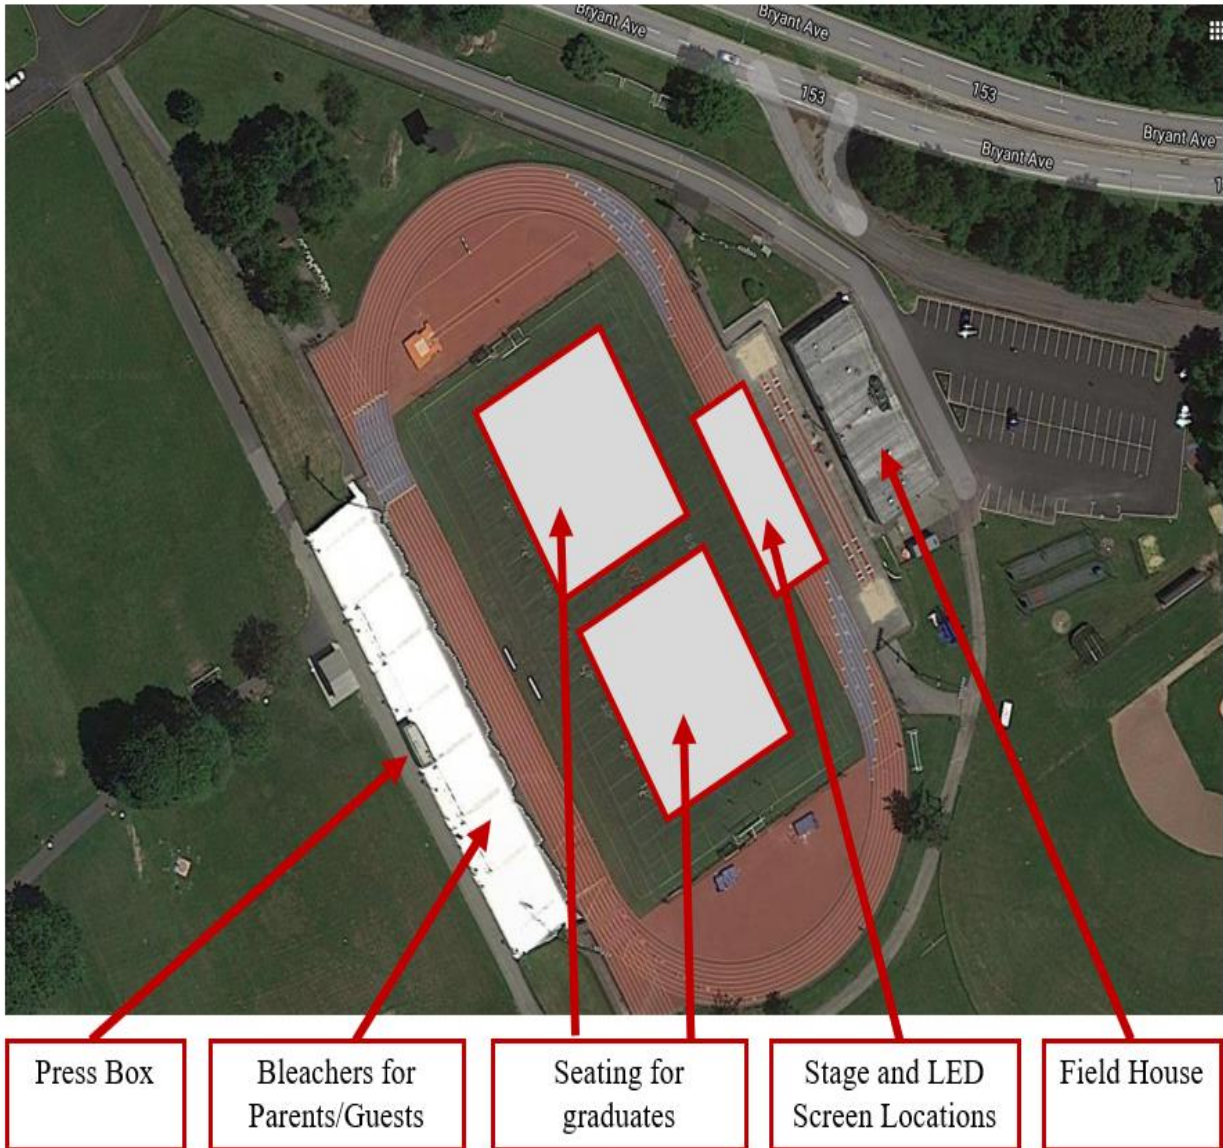 Bryant Ave
Bryant Ave
153
153
Bryant Ave
Bryant Ave
Press Box
Bleachers for
Parents/Guests
Seating for
graduates
Stage and LED
Screen Locations
Field House